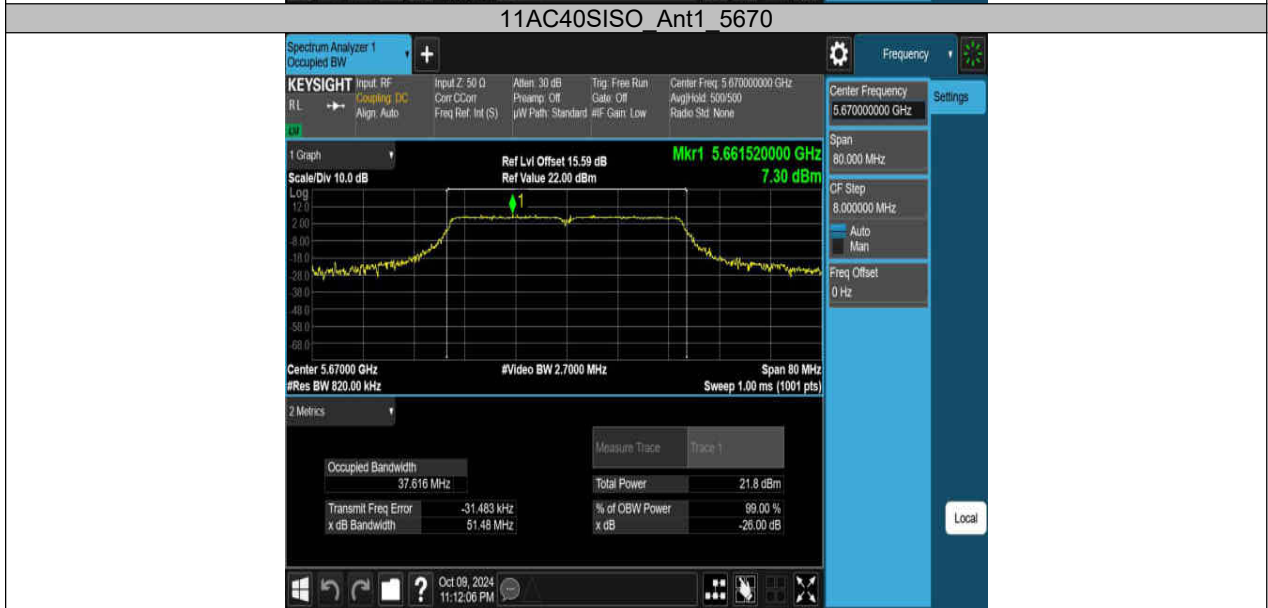 11AC40SISO_Ant1_5670
Spectrum Analyzer 1
Occupied BW
+
Frequency
KEYSIGHT Input: RF
RL
Coupling: DC
Align: Auto
LM
Input Z: 50 Ω
Corr CCorr
Freq Ref: Int (S)
Atten: 30 dB
Preamp: Off
µW Path: Standard
Trig: Free Run
Gate: Off
#IF Gain: Low
Center Freq: 5.670000000 GHz
Avg|Hold: 500/500
Radio Std: None
Center Frequency
5.670000000 GHz
Settings
Span
80.000 MHz
CF Step
8.000000 MHz
Auto
Man
Freq Offset
0 Hz
Local
1 Graph
Scale/Div 10.0 dB
Ref Lvl Offset 15.59 dB
Ref Value 22.00 dBm
Mkr1 5.661520000 GHz
7.30 dBm
Log
12.0
2.00
-8.00
-18.0
-28.0
-38.0
-48.0
-58.0
-68.0
1
Center 5.67000 GHz
#Res BW 820.00 kHz
#Video BW 2.7000 MHz
Span 80 MHz
Sweep 1.00 ms (1001 pts)
2 Metrics
Measure Trace Trace 1
Occupied Bandwidth
37.616 MHz
Total Power 21.8 dBm
Transmit Freq Error -31.483 kHz
% of OBW Power 99.00 %
x dB Bandwidth 51.48 MHz
x dB -26.00 dB
?
Oct 09, 2024
11:12:06 PM